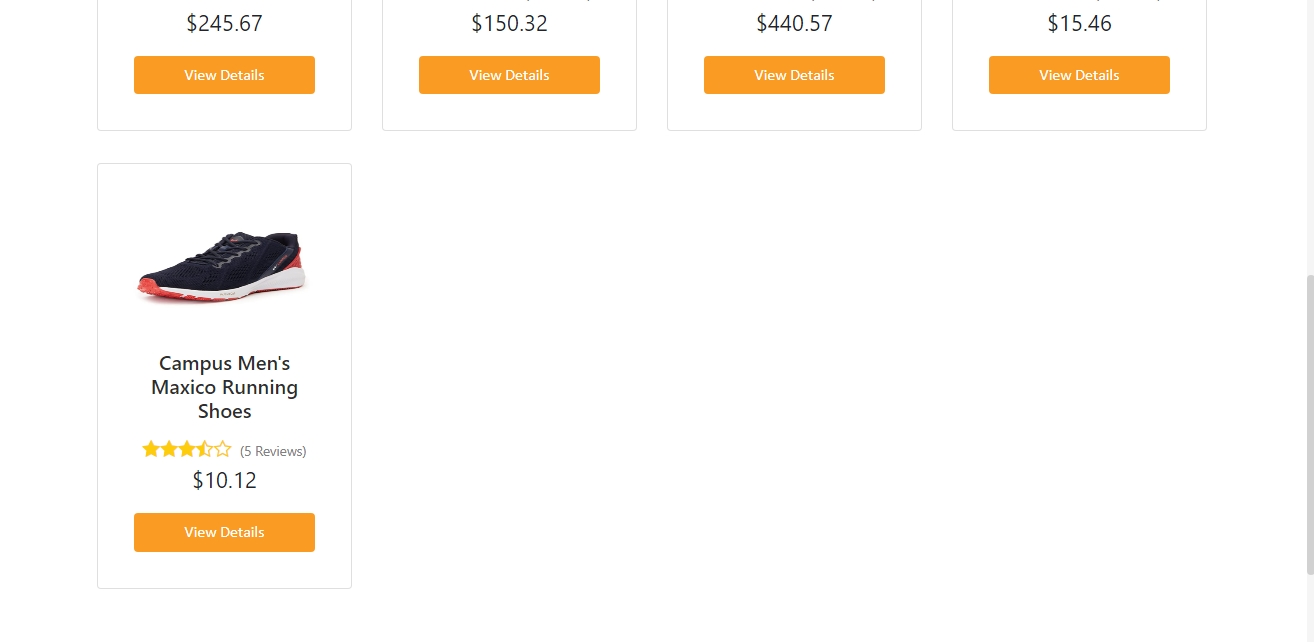 $245.67
$150.32
$440.57
$15.46
View Details
View Details
View Details
View Details
Campus Men's
Maxico Running
Shoes
(5 Reviews)
$10.12
View Details